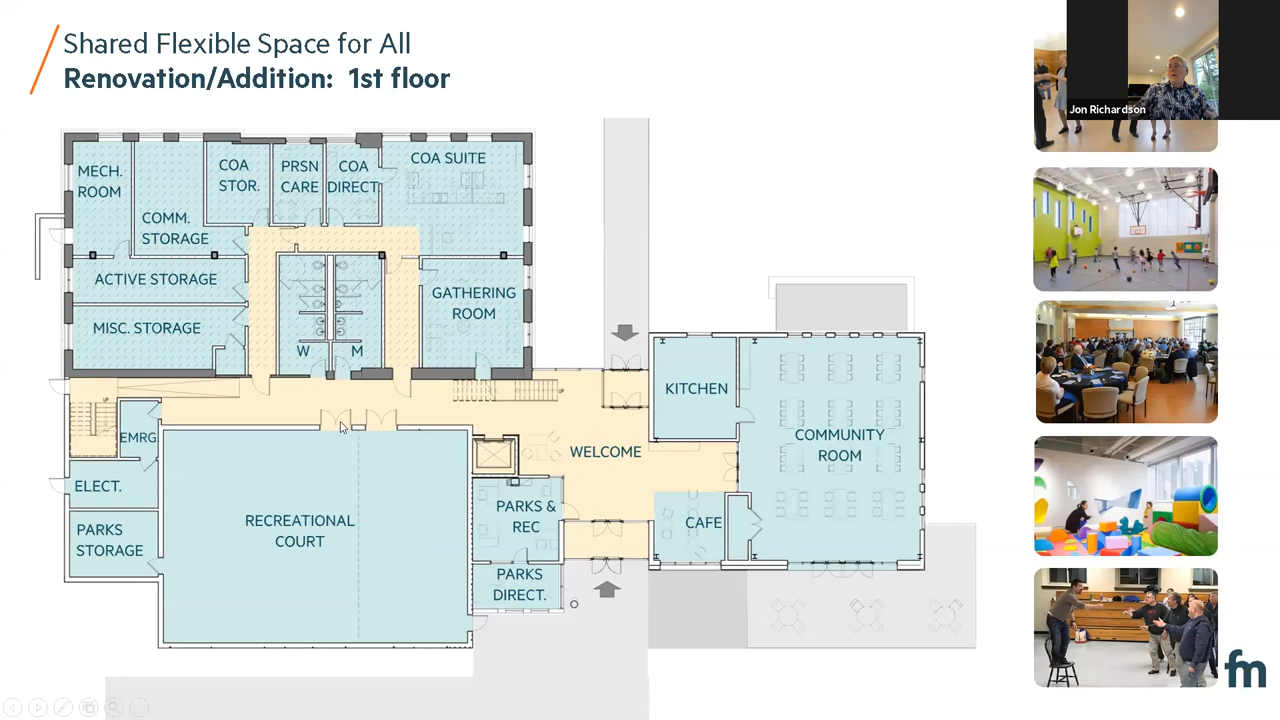 Shared Flexible Space for All
Renovation/Addition: 1st floor
Jon Richardson
MECH.
ROOM
COMM.
STORAGE
COA
STOR.
PRSN
CARE
COA
DIRECT.
COA SUITE
ACTIVE STORAGE
MISC. STORAGE
W
M
GATHERING
ROOM
KITCHEN
COMMUNITY
ROOM
EMRG
WELCOME
ELECT.
PARKS
STORAGE
RECREATIONAL
COURT
PARKS &
REC
PARKS
DIRECT.
CAFE
fm